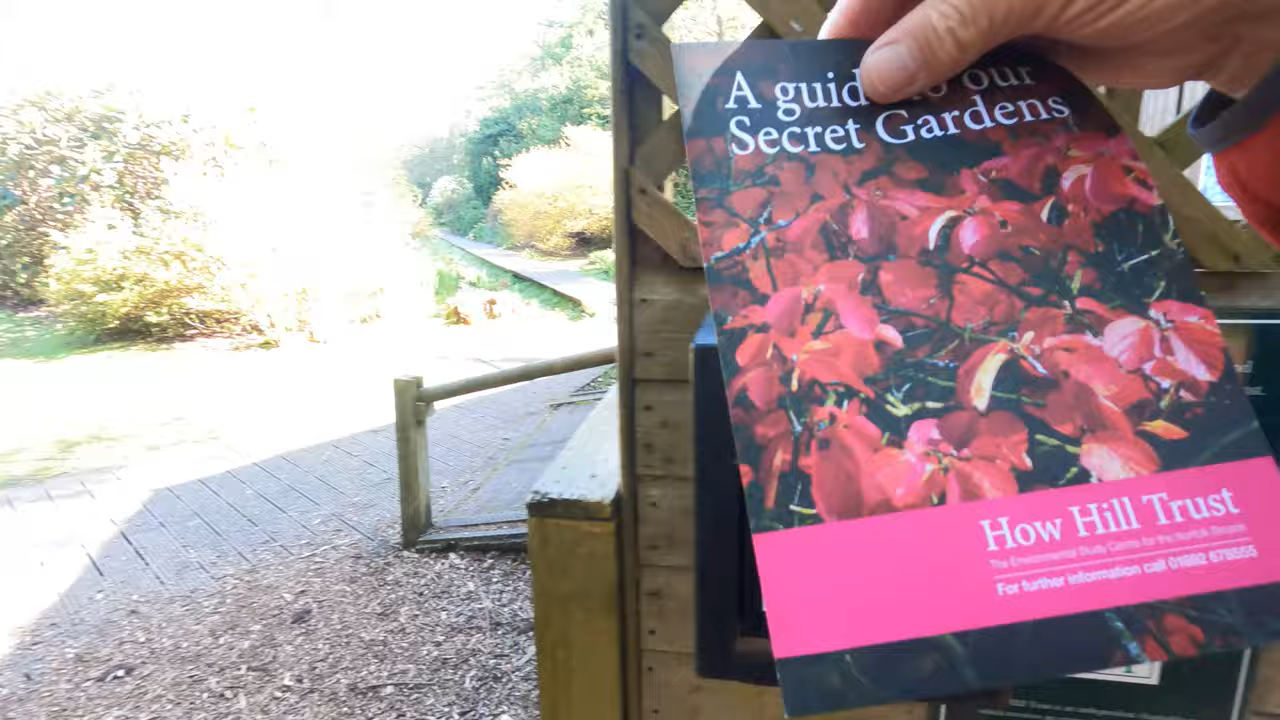 A guid to our
Secret Gardens
How Hill Trust
The Environmental Study Centre for the Norfolk Broads
For further information call 01692 678555